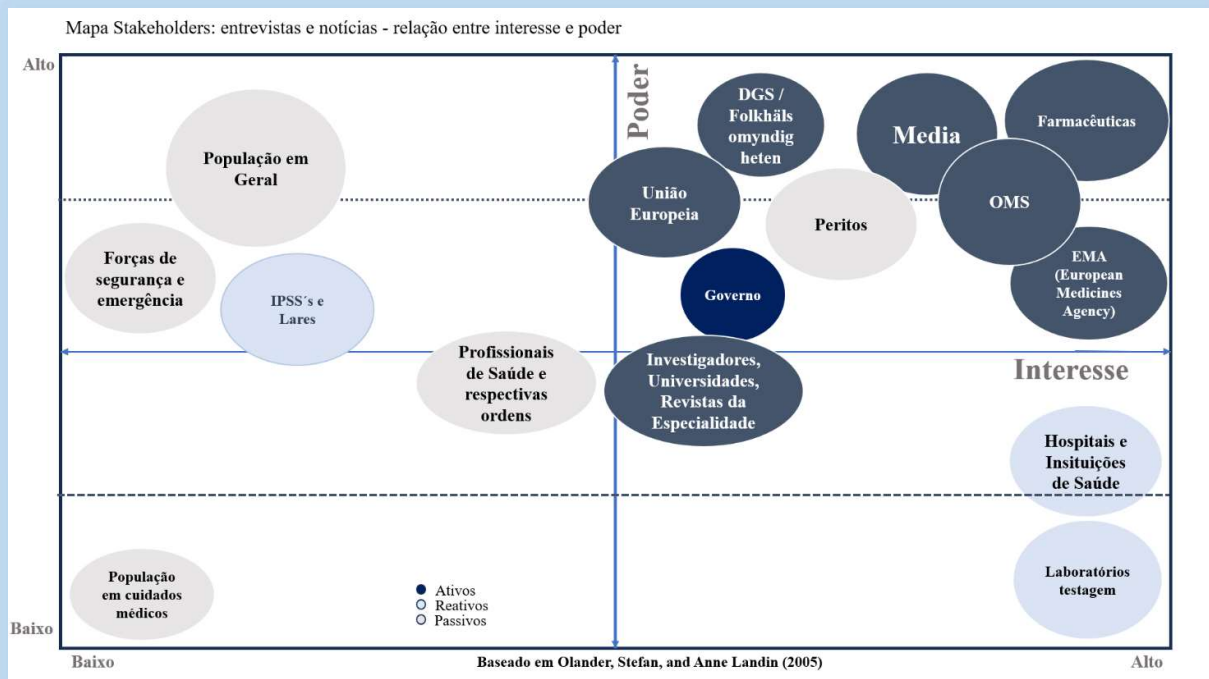 Mapa Stakeholders: entrevistas e notícias - relação entre interesse e poder
Alto
Poder
População em
Geral
DGS /
Folkhäls
omyndig
heten
Media
Farmacêuticas
União
Europeia
Peritos
OMS
Forças de
segurança e
emergência
IPSS´s e
Lares
Governo
EMA
(European
Medicines
Agency)
Interesse
Profissionais
de Saúde e
respectivas
ordens
Investigadores,
Universidades,
Revistas da
Especialidade
Hospitais e
Insituições
de Saúde
População
em cuidados
médicos
Laboratórios
testagem
Ativos
Reativos
Passivos
Baixo
Baixo
Baseado em Olander, Stefan, and Anne Landin (2005)
Alto